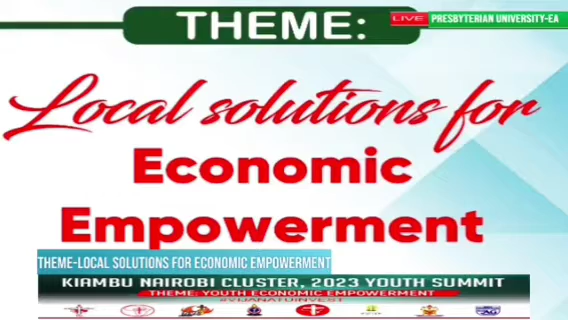 THEME:
LIVE PRESBYTERIAN UNIVERSITY-EA
Local solutions for
Economic
Empowerment
THEME-LOCAL SOLUTIONS FOR ECONOMIC EMPOWERMENT
KIAMBU NAIROBI CLUSTER, 2023 YOUTH SUMMIT
THEME: YOUTH ECONOMIC EMPOWERMENT
#VIJANATUINVEST